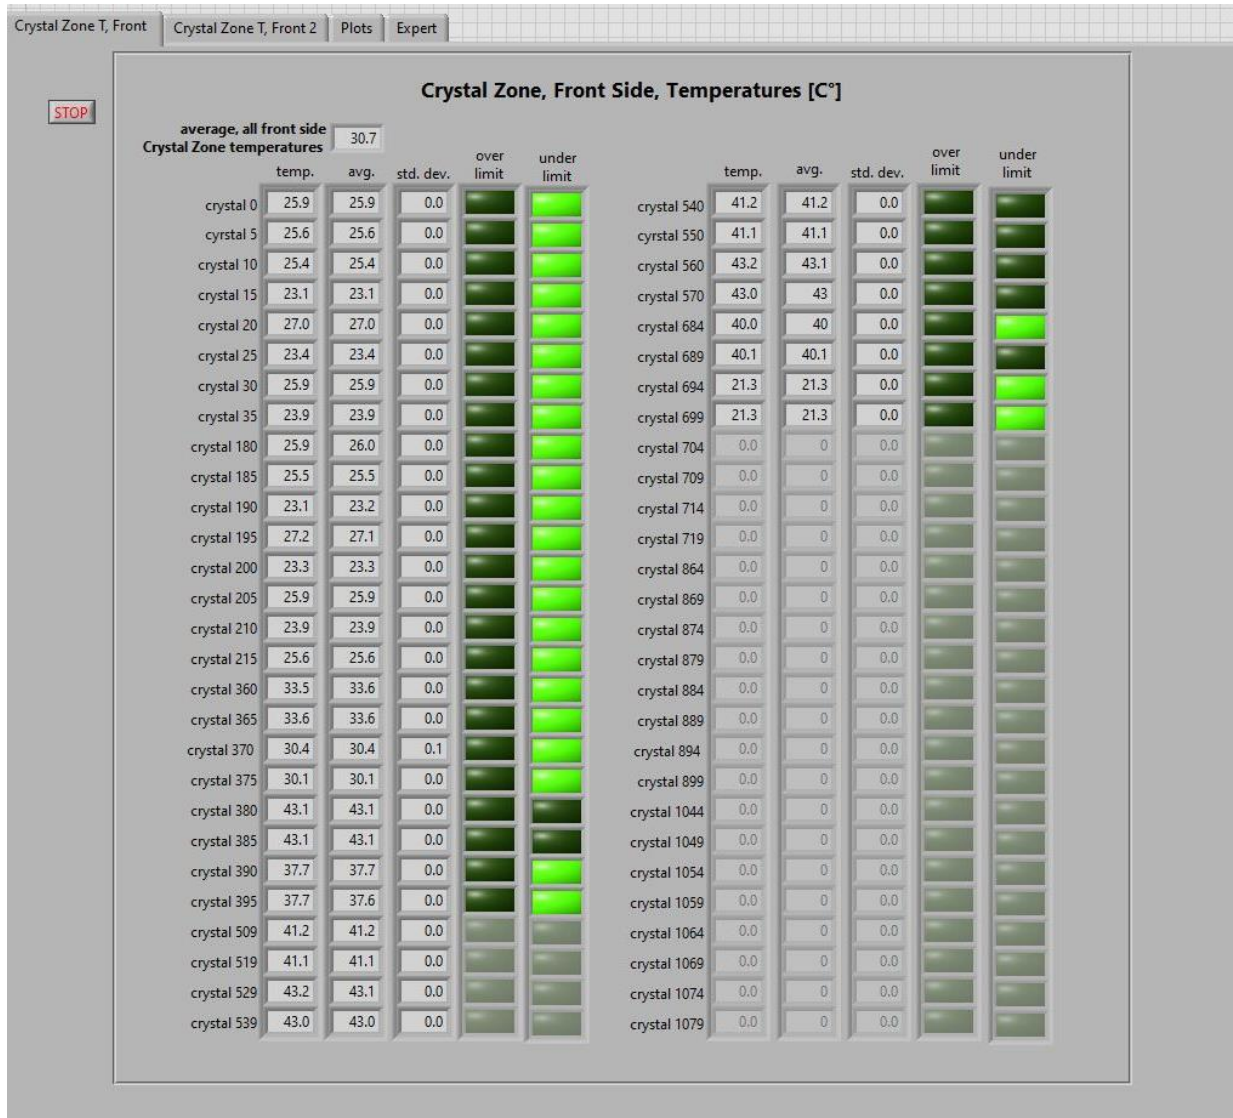 Crystal Zone T, Front Crystal Zone T, Front 2 Plots Expert
Crystal Zone, Front Side, Temperatures [C°]
STOP
average, all front side
Crystal Zone temperatures 30.7
temp. avg. std. dev. over limit under limit
crystal 0 25.9 25.9 0.0
cyrstal 5 25.6 25.6 0.0
crystal 10 25.4 25.4 0.0
crystal 15 23.1 23.1 0.0
crystal 20 27.0 27.0 0.0
crystal 25 23.4 23.4 0.0
crystal 30 25.9 25.9 0.0
crystal 35 23.9 23.9 0.0
crystal 180 25.9 26.0 0.0
crystal 185 25.5 25.5 0.0
crystal 190 23.1 23.2 0.0
crystal 195 27.2 27.1 0.0
crystal 200 23.3 23.3 0.0
crystal 205 25.9 25.9 0.0
crystal 210 23.9 23.9 0.0
crystal 215 25.6 25.6 0.0
crystal 360 33.5 33.6 0.0
crystal 365 33.6 33.6 0.0
crystal 370 30.4 30.4 0.1
crystal 375 30.1 30.1 0.0
crystal 380 43.1 43.1 0.0
crystal 385 43.1 43.1 0.0
crystal 390 37.7 37.7 0.0
crystal 395 37.7 37.6 0.0
crystal 509 41.2 41.2 0.0
crystal 519 41.1 41.1 0.0
crystal 529 43.2 43.1 0.0
crystal 539 43.0 43.0 0.0
temp. avg. std. dev. over limit under limit
crystal 540 41.2 41.2 0.0
cyrstal 550 41.1 41.1 0.0
crystal 560 43.2 43.1 0.0
crystal 570 43.0 43 0.0
crystal 684 40.0 40 0.0
crystal 689 40.1 40.1 0.0
crystal 694 21.3 21.3 0.0
crystal 699 21.3 21.3 0.0
crystal 704 0.0 0 0.0
crystal 709 0.0 0 0.0
crystal 714 0.0 0 0.0
crystal 719 0.0 0 0.0
crystal 864 0.0 0 0.0
crystal 869 0.0 0 0.0
crystal 874 0.0 0 0.0
crystal 879 0.0 0 0.0
crystal 884 0.0 0 0.0
crystal 889 0.0 0 0.0
crystal 894 0.0 0 0.0
crystal 899 0.0 0 0.0
crystal 1044 0.0 0 0.0
crystal 1049 0.0 0 0.0
crystal 1054 0.0 0 0.0
crystal 1059 0.0 0 0.0
crystal 1064 0.0 0 0.0
crystal 1069 0.0 0 0.0
crystal 1074 0.0 0 0.0
crystal 1079 0.0 0 0.0